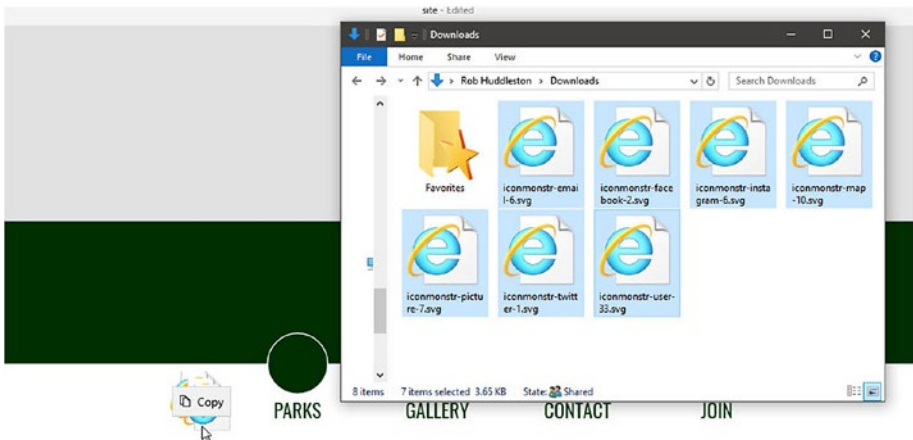 site - Edited
Downloads
File Home Share View
Rob Huddleston > Downloads
Search Downloads
Favorites
iconmonstr-emai
l-6.svg
iconmonstr-face
book-2.svg
iconmonstr-insta
gram-6.svg
iconmonstr-map
-10.svg
iconmonstr-pictu
re-7.svg
iconmonstr-twitt
er-1.svg
iconmonstr-user-
33.svg
8 items 7 items selected 3.65 KB State: Shared
Copy
PARKS GALLERY CONTACT JOIN